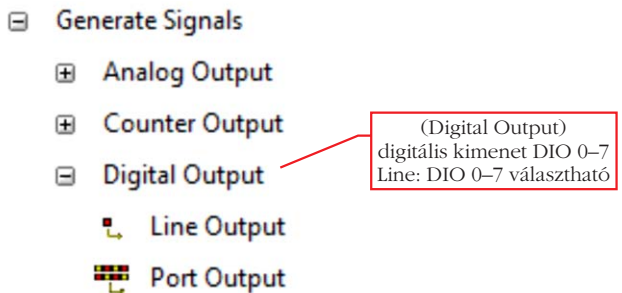 Generate Signals
Analog Output
Counter Output
Digital Output
Line Output
Port Output
(Digital Output)
digitális kimenet DIO 0–7
Line: DIO 0–7 választható